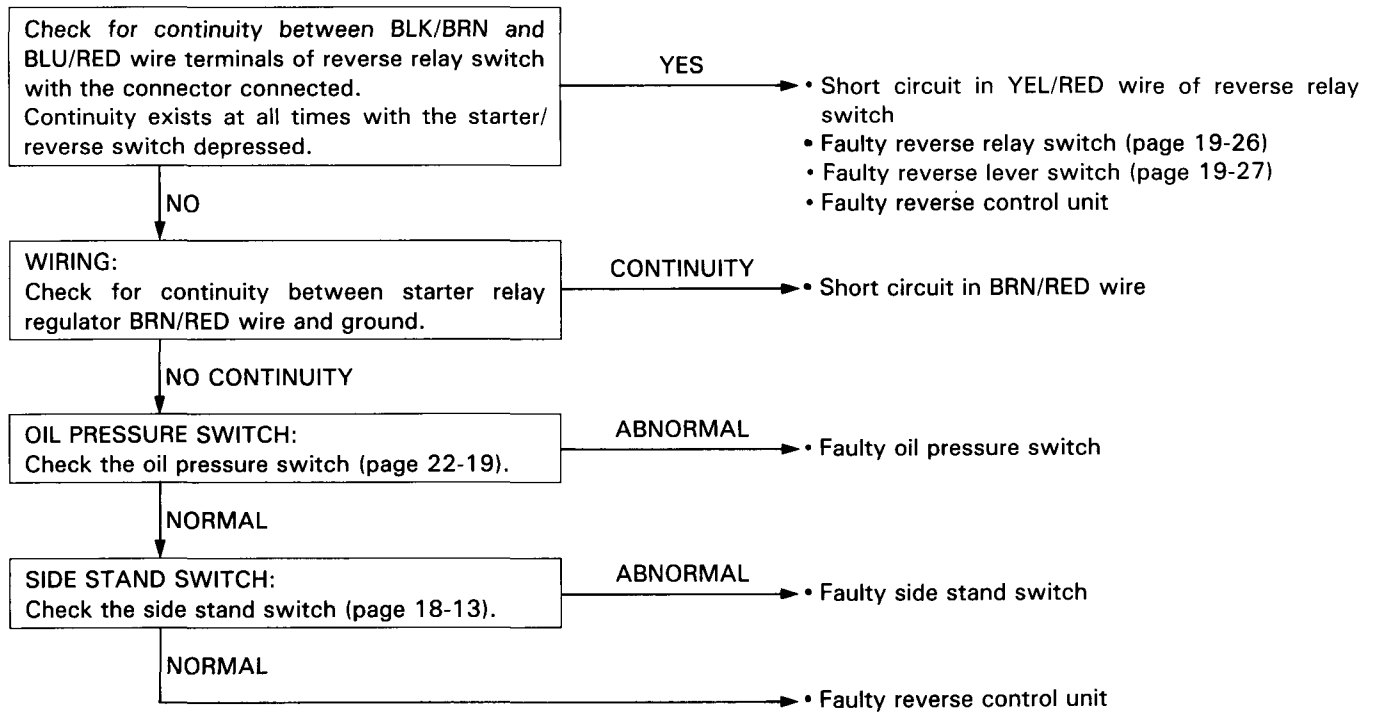 Check for continuity between BLK/BRN and
BLU/RED wire terminals of reverse relay switch
with the connector connected.
Continuity exists at all times with the starter/
reverse switch depressed.
YES
• Short circuit in YEL/RED wire of reverse relay
switch
• Faulty reverse relay switch (page 19-26)
• Faulty reverse lever switch (page 19-27)
• Faulty reverse control unit
NO
WIRING:
Check for continuity between starter relay
regulator BRN/RED wire and ground.
CONTINUITY
• Short circuit in BRN/RED wire
NO CONTINUITY
OIL PRESSURE SWITCH:
Check the oil pressure switch (page 22-19).
ABNORMAL
• Faulty oil pressure switch
NORMAL
SIDE STAND SWITCH:
Check the side stand switch (page 18-13).
ABNORMAL
• Faulty side stand switch
NORMAL
• Faulty reverse control unit